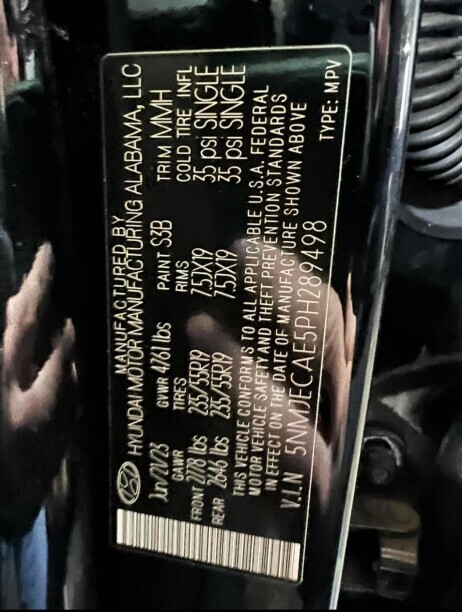 MANUFACTURED BY
HYUNDAI MOTOR MANUFACTURING ALABAMA, LLC
Jun/21/23 GVWR 4761 lbs PAINT S3B TRIM MMH
GAWR TIRES RIMS COLD TIRE INFL
FRONT 2778 lbs 235/55R19 7.5JX19 35 psi SINGLE
REAR 2640 lbs 235/55R19 7.5JX19 35 psi SINGLE
THIS VEHICLE CONFORMS TO ALL APPLICABLE U.S.A. FEDERAL
MOTOR VEHICLE SAFETY AND THEFT PREVENTION STANDARDS
IN EFFECT ON THE DATE OF MANUFACTURE SHOWN ABOVE
V.I.N 5NMJECAE5PH289498 TYPE: MPV